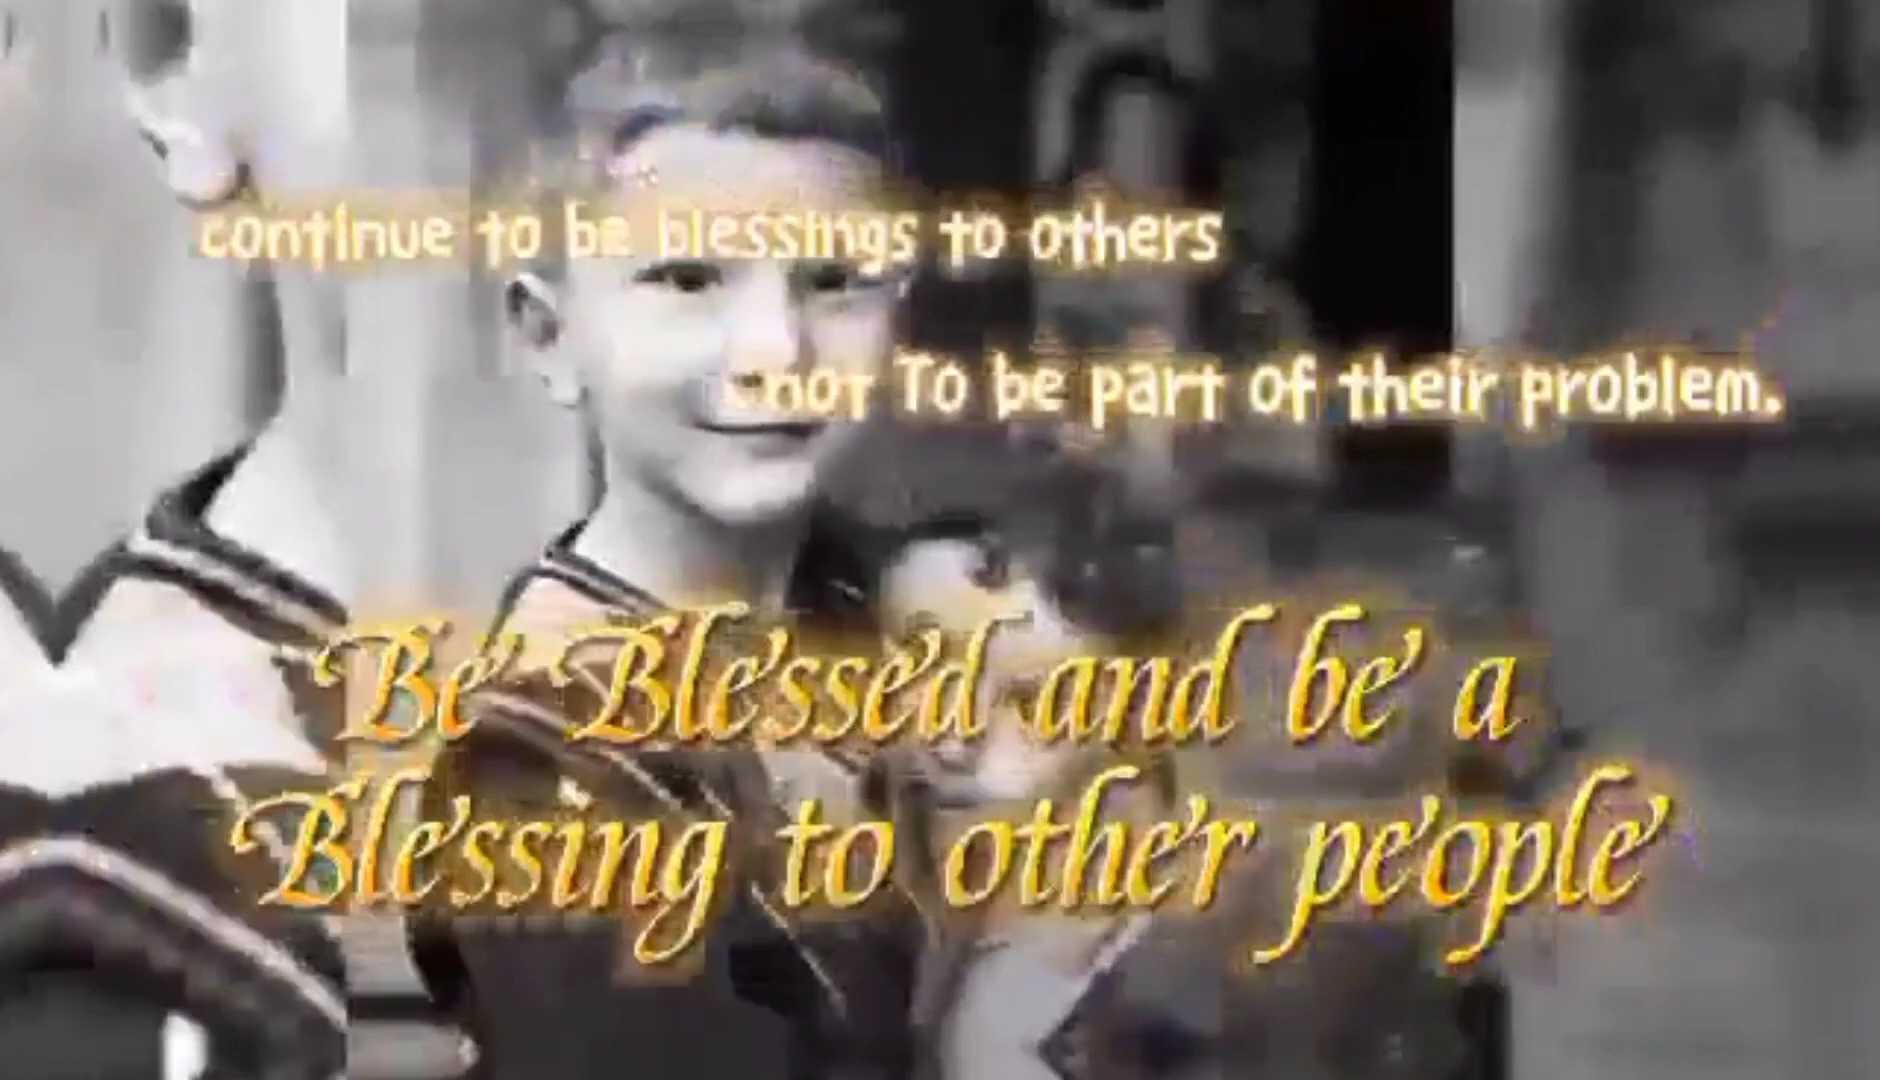 continue to be blessings to others
not To be part of their problem.
Be Blessed and be a
Blessing to other people